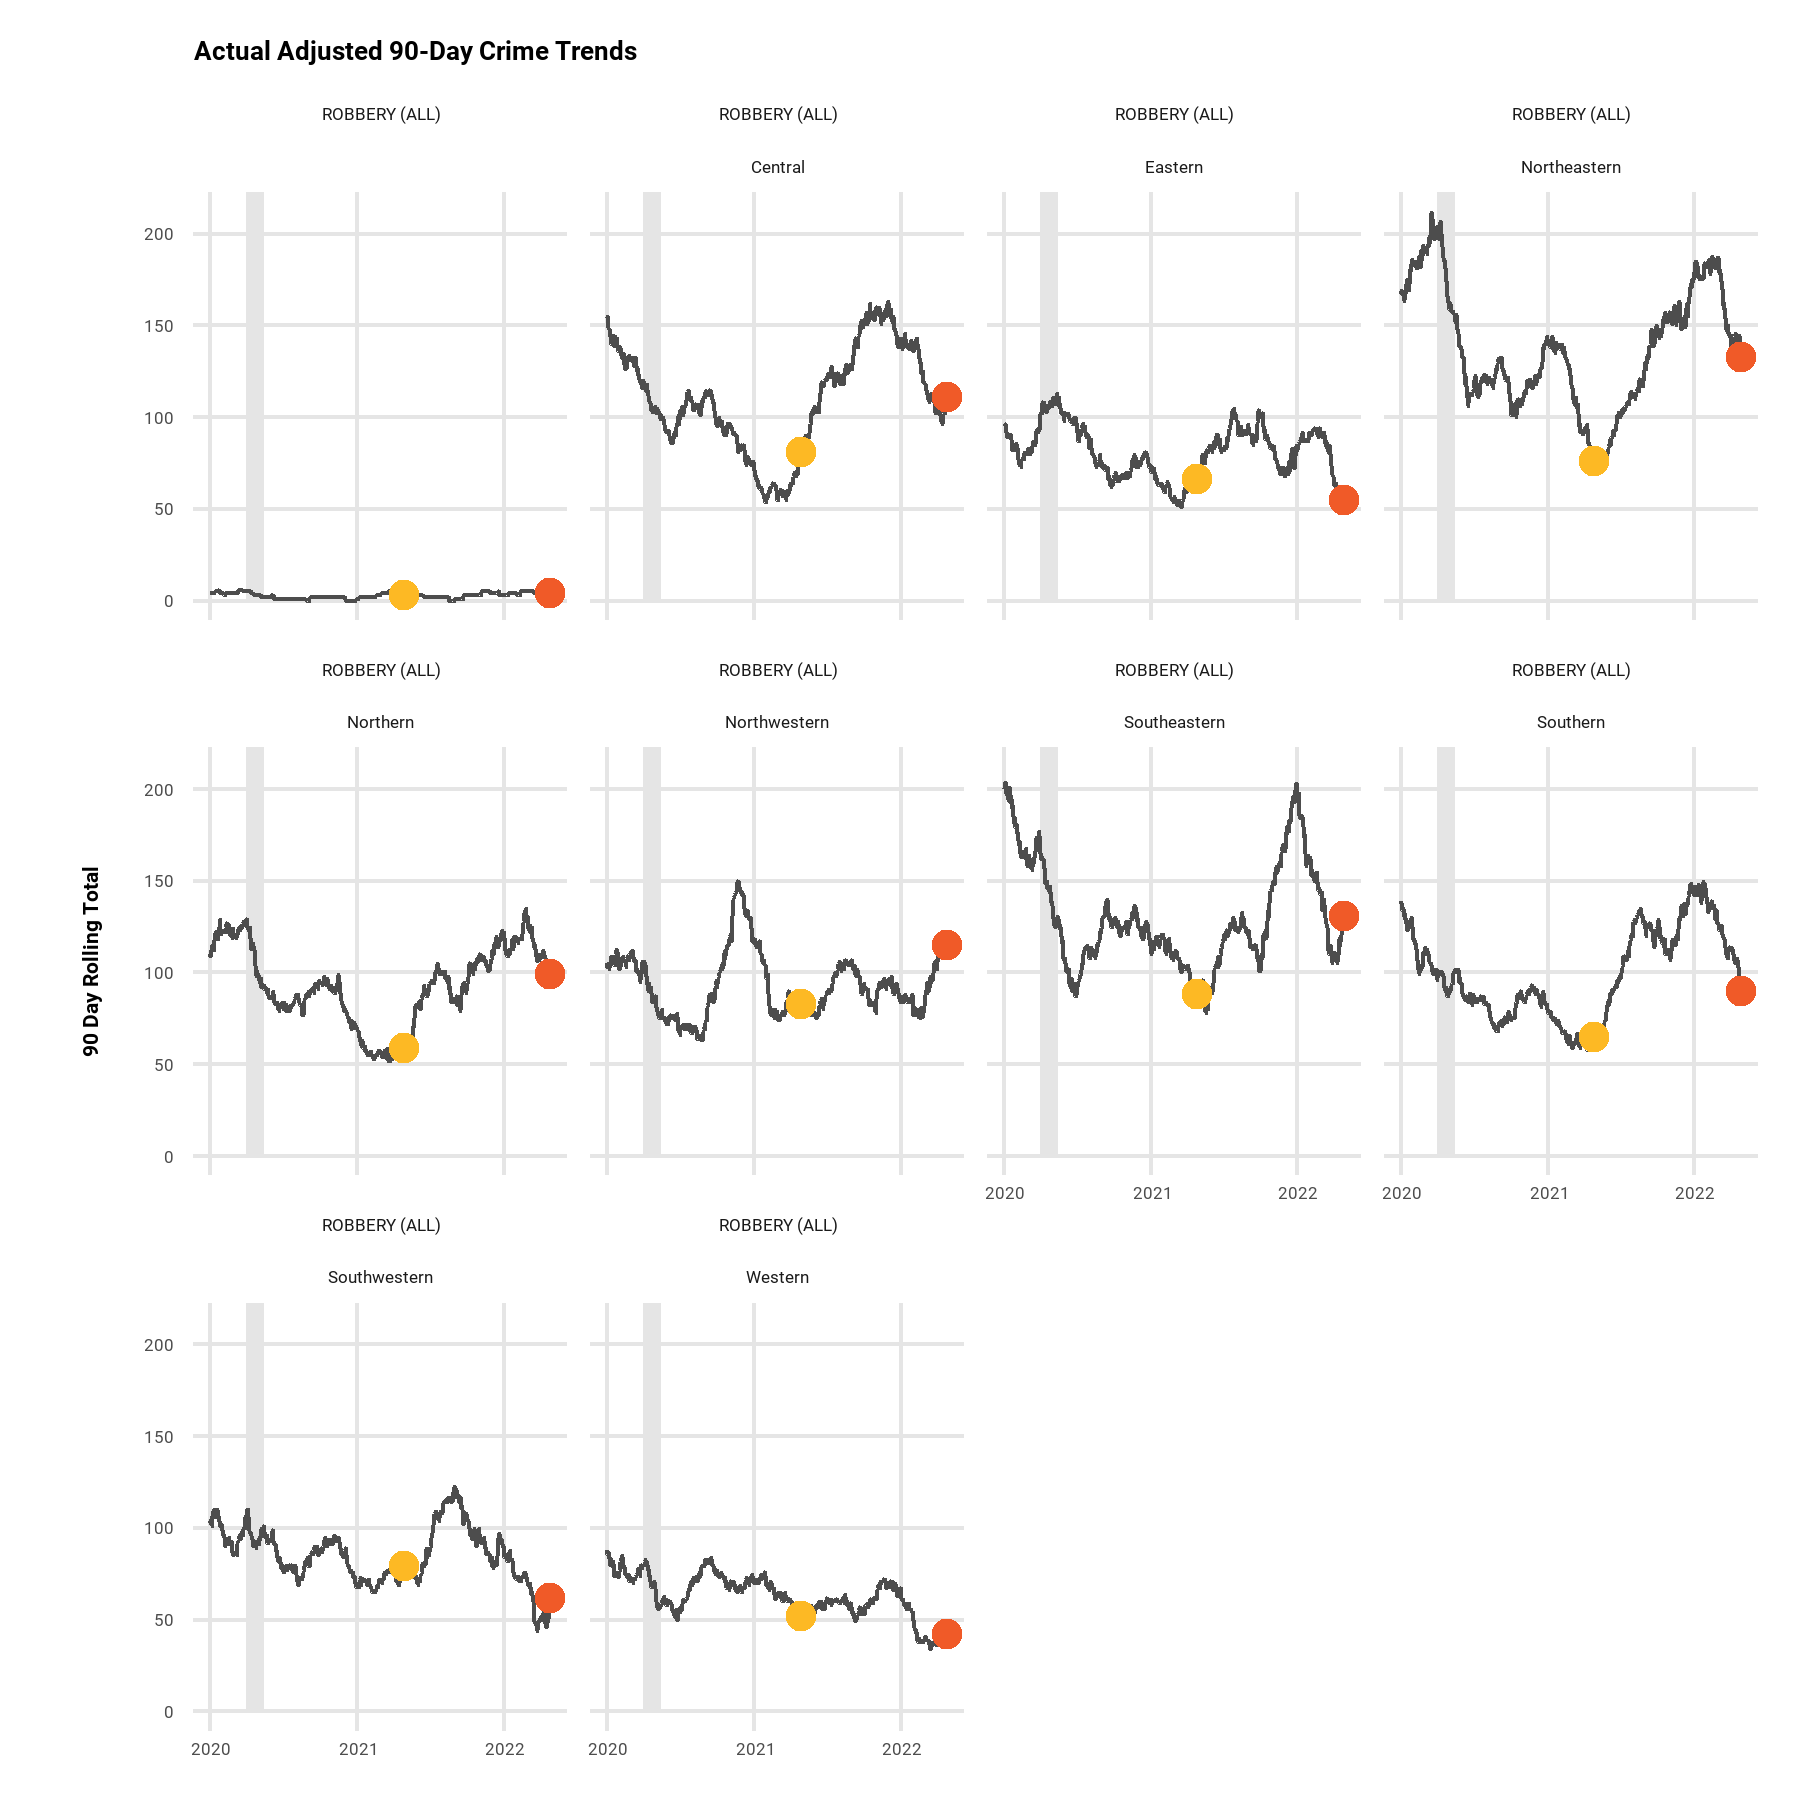 Actual Adjusted 90-Day Crime Trends
ROBBERY (ALL)
ROBBERY (ALL)
ROBBERY (ALL)
ROBBERY (ALL)
Central
Eastern
Northeastern
200
150
100
50
0
ROBBERY (ALL)
ROBBERY (ALL)
ROBBERY (ALL)
ROBBERY (ALL)
Northern
Northwestern
Southeastern
Southern
90 Day Rolling Total
200
150
100
50
0
2020
2021
2022
2020
2021
2022
ROBBERY (ALL)
ROBBERY (ALL)
Southwestern
Western
200
150
100
50
0
2020
2021
2022
2020
2021
2022